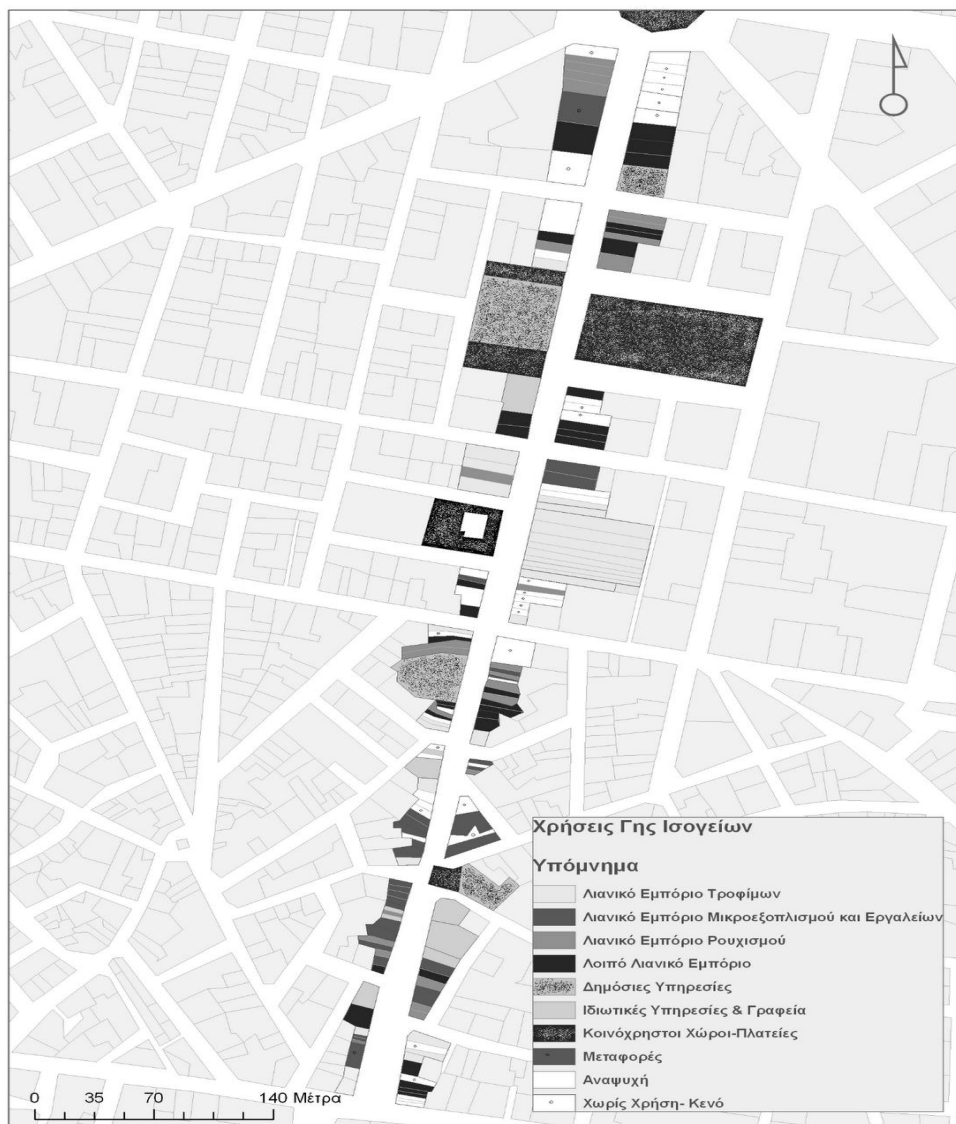 Χρήσεις Γης Ισογείων
Υπόμνημα
Λιανικό Εμπόριο Τροφίμων
Λιανικό Εμπόριο Μικροεξοπλισμού και Εργαλείων
Λιανικό Εμπόριο Ρουχισμού
Λοιπό Λιανικό Εμπόριο
Δημόσιες Υπηρεσίες
Ιδιωτικές Υπηρεσίες & Γραφεία
Κοινόχρηστοι Χώροι-Πλατείες
Μεταφορές
Αναψυχή
Χωρίς Χρήση- Κενό
0 35 70 140 Μέτρα